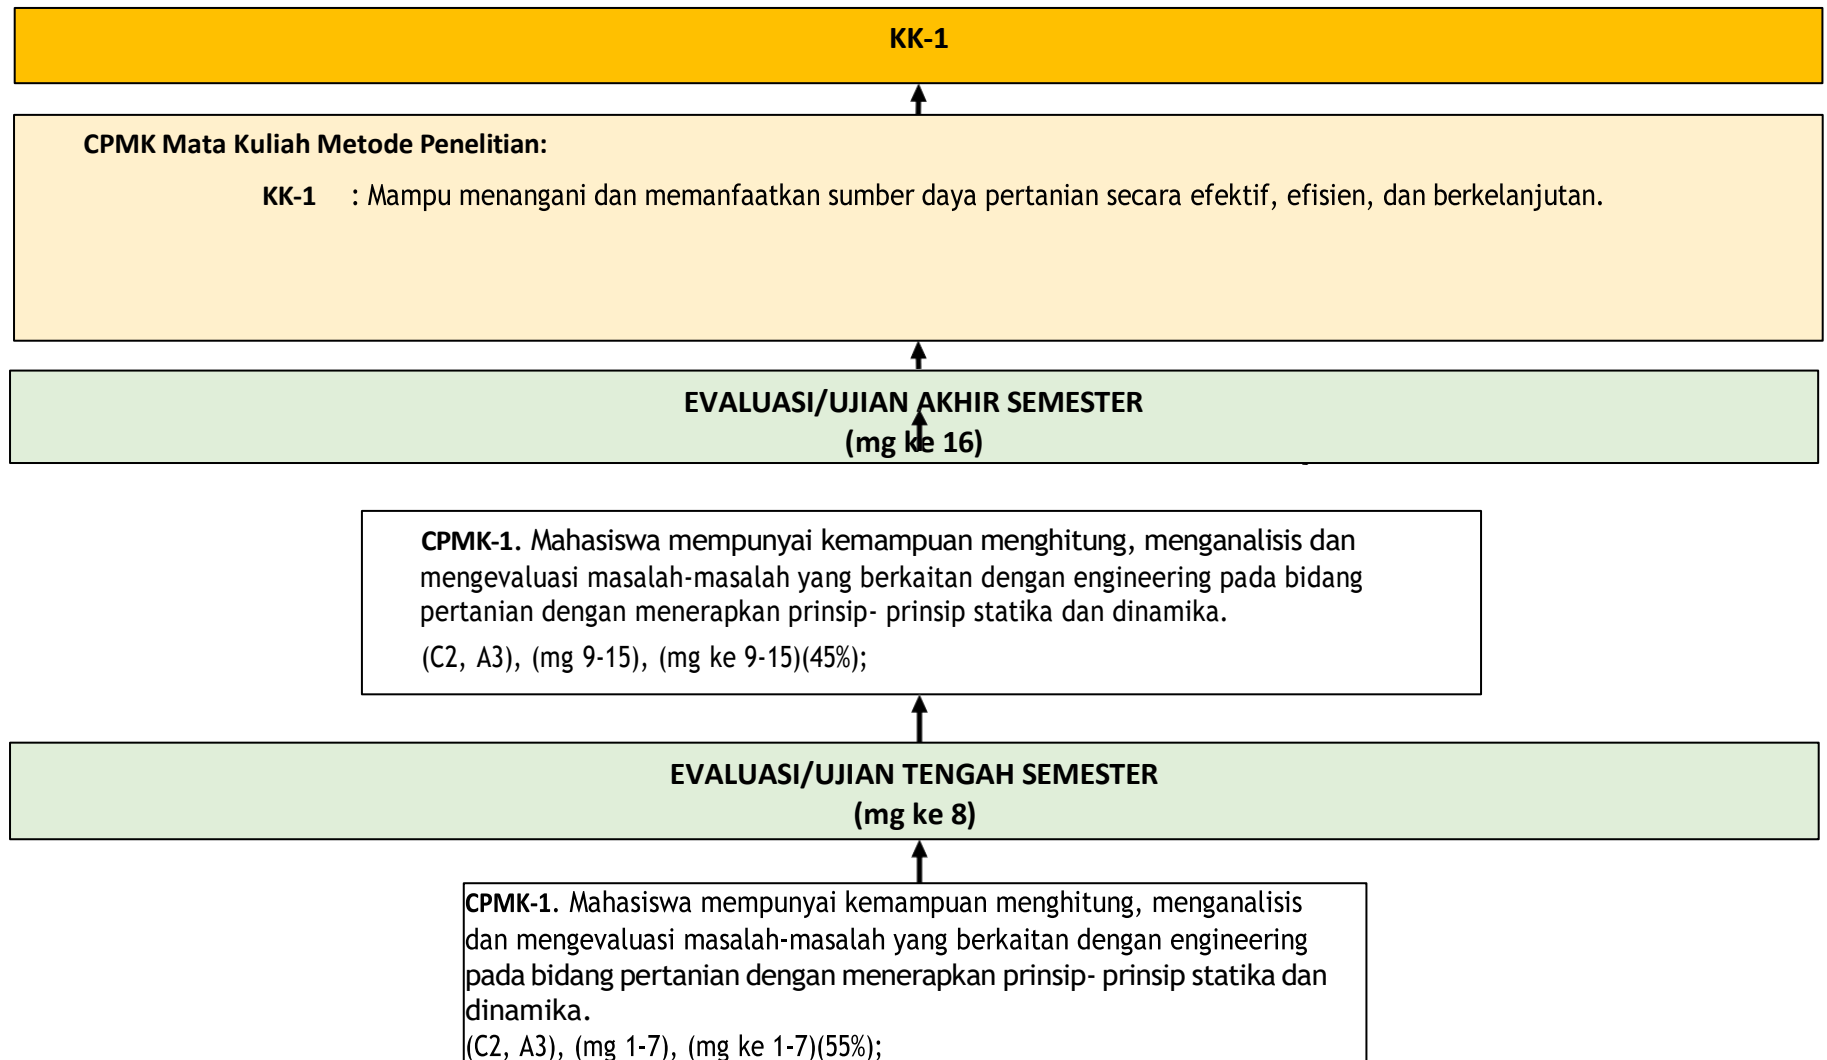 KK-1
CPMK Mata Kuliah Metode Penelitian:
KK-1 : Mampu menangani dan memanfaatkan sumber daya pertanian secara efektif, efisien, dan berkelanjutan.
EVALUASI/UJIAN AKHIR SEMESTER
(mg ke 16)
CPMK-1. Mahasiswa mempunyai kemampuan menghitung, menganalisis dan
mengevaluasi masalah-masalah yang berkaitan dengan engineering pada bidang
pertanian dengan menerapkan prinsip- prinsip statika dan dinamika.
(C2, A3), (mg 9-15), (mg ke 9-15)(45%);
EVALUASI/UJIAN TENGAH SEMESTER
(mg ke 8)
CPMK-1. Mahasiswa mempunyai kemampuan menghitung, menganalisis
dan mengevaluasi masalah-masalah yang berkaitan dengan engineering
pada bidang pertanian dengan menerapkan prinsip- prinsip statika dan
dinamika.
(C2, A3), (mg 1-7), (mg ke 1-7)(55%);